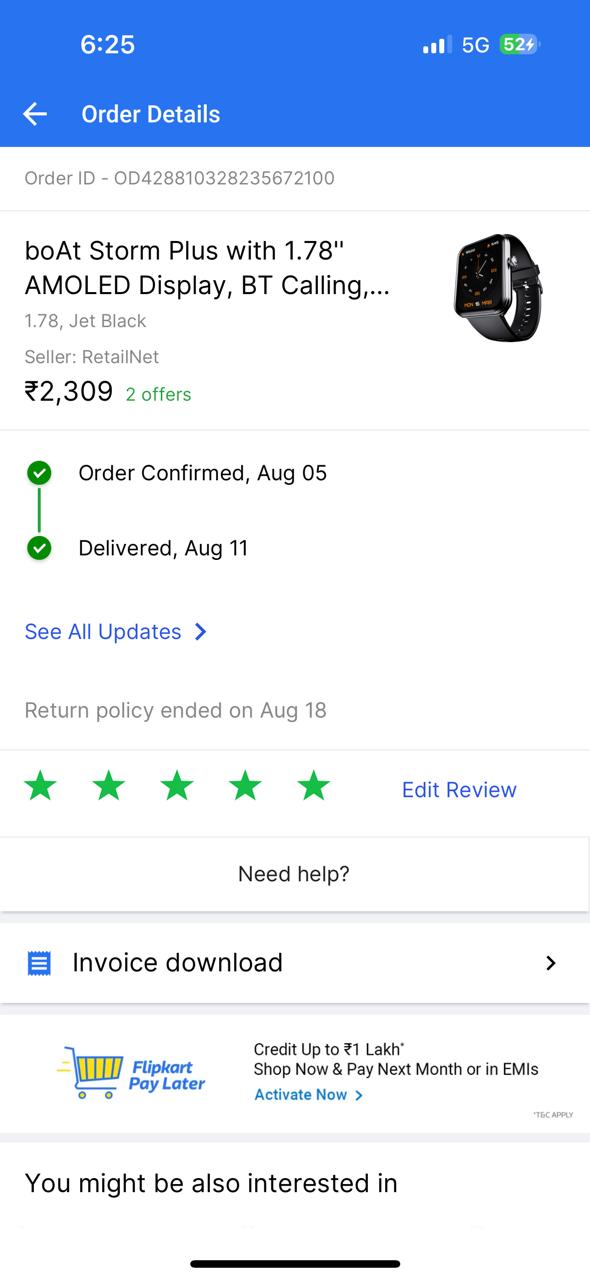 6:25
5G
52
Order Details
Order ID - OD428810328235672100
boAt Storm Plus with 1.78"
AMOLED Display, BT Calling,...
1.78, Jet Black
Seller: RetailNet
₹2,309 2 offers
Order Confirmed, Aug 05
Delivered, Aug 11
See All Updates
Return policy ended on Aug 18
Edit Review
Need help?
Invoice download
Flipkart
Pay Later
Credit Up to ₹1 Lakh*
Shop Now & Pay Next Month or in EMIs
Activate Now
*T&C APPLY
You might be also interested in